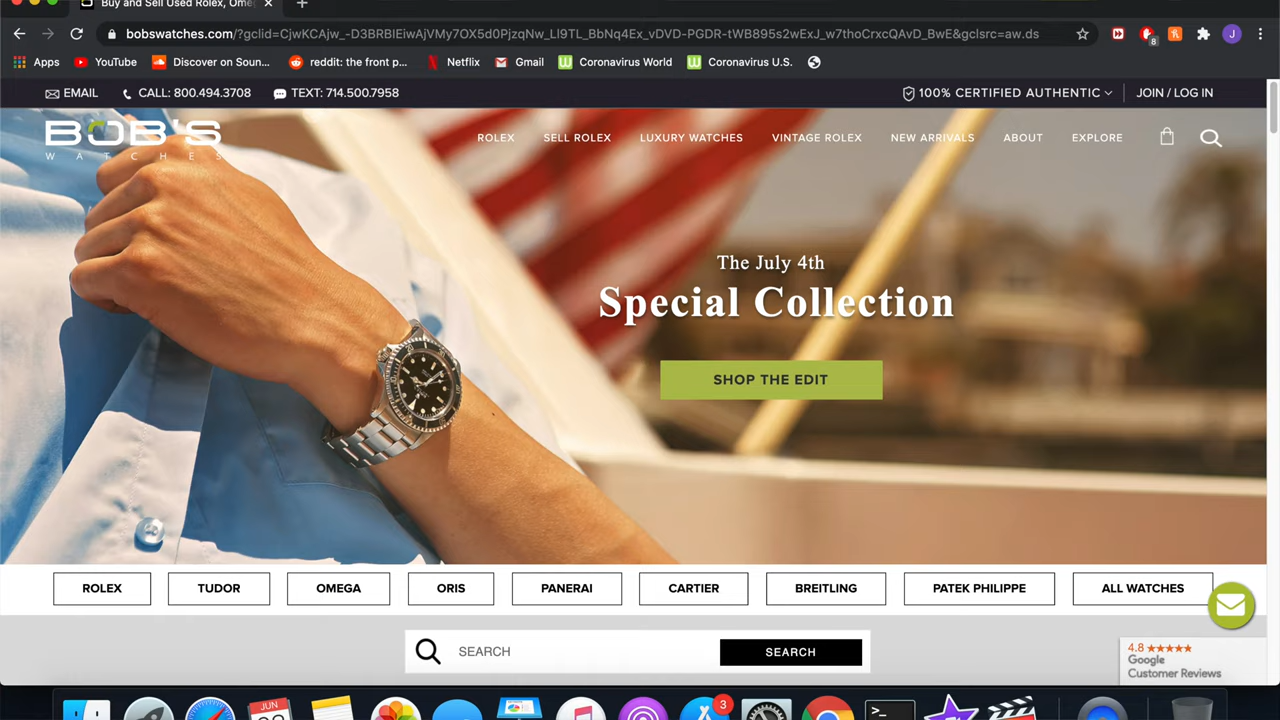 Buy and Sell Used Rolex, Ome
bobswatches.com/?gclid=CjwKCAjw_-D3BRBIEiwAjVMy7OX5d0PjzqNw_LI9TL_BbNq4Ex_vDVD-PGDR-tWB895s2wExJ_w7thoCrxcQAvD_BwE&gclsrc=aw.ds
8
J
Apps YouTube Discover on Soun... reddit: the front p... Netflix Gmail Coronavirus World Coronavirus U.S.
EMAIL CALL: 800.494.3708 TEXT: 714.500.7958 100% CERTIFIED AUTHENTIC JOIN / LOG IN
BOB'S
WATCHES
ROLEX SELL ROLEX LUXURY WATCHES VINTAGE ROLEX NEW ARRIVALS ABOUT EXPLORE
The July 4th
Special Collection
SHOP THE EDIT
ROLEX TUDOR OMEGA ORIS PANERAI CARTIER BREITLING PATEK PHILIPPE ALL WATCHES
SEARCH SEARCH
4.8 ★★★★★
Google
Customer Reviews
JUN
3
>_